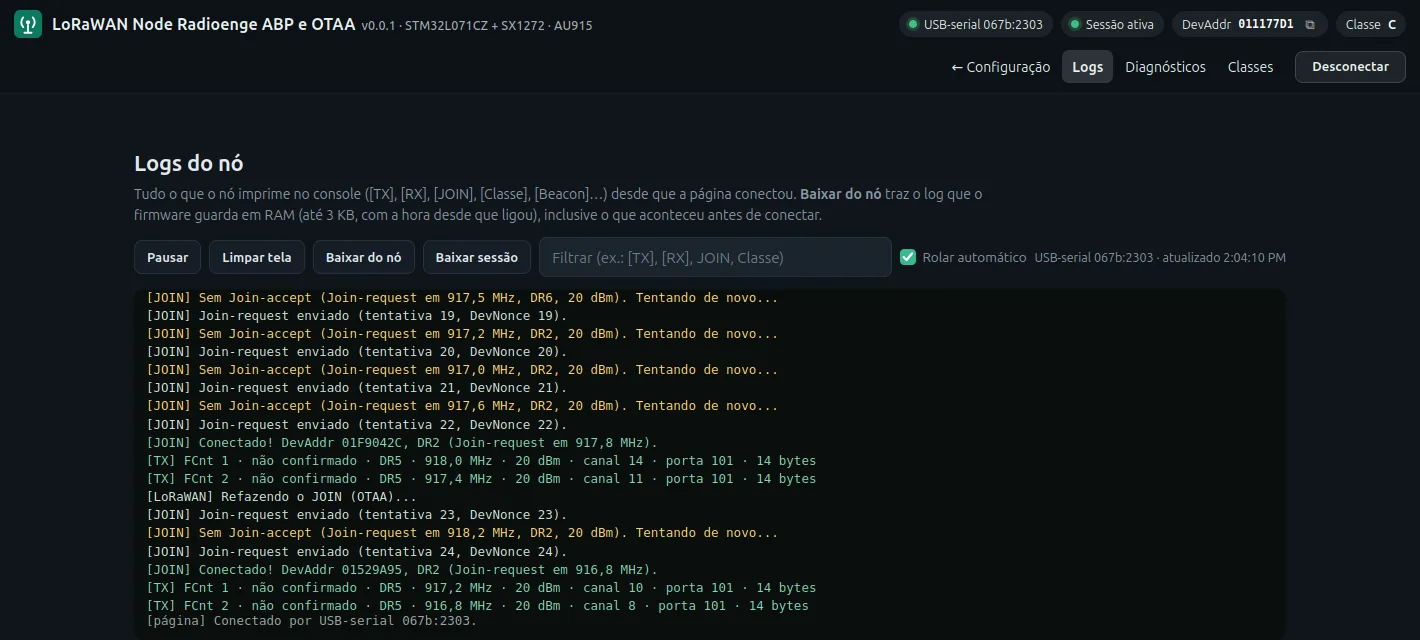 LoRaWAN Node Radioenge ABP e OTAA v0.0.1 · STM32L071CZ + SX1272 · AU915
USB-serial 067b:2303
Sessão ativa
DevAddr 011177D1
Classe C
← Configuração
Logs
Diagnósticos
Classes
Desconectar
Logs do nó
Tudo o que o nó imprime no console ([TX], [RX], [JOIN], [Classe], [Beacon]…) desde que a página conectou. Baixar do nó traz o log que o
firmware guarda em RAM (até 3 KB, com a hora desde que ligou), inclusive o que aconteceu antes de conectar.
Pausar
Limpar tela
Baixar do nó
Baixar sessão
Filtrar (ex.: [TX], [RX], JOIN, Classe)
Rolar automático
USB-serial 067b:2303 · atualizado 2:04:10 PM
[JOIN] Sem Join-accept (Join-request em 917,5 MHz, DR6, 20 dBm). Tentando de novo...
[JOIN] Join-request enviado (tentativa 19, DevNonce 19).
[JOIN] Sem Join-accept (Join-request em 917,2 MHz, DR2, 20 dBm). Tentando de novo...
[JOIN] Join-request enviado (tentativa 20, DevNonce 20).
[JOIN] Sem Join-accept (Join-request em 917,0 MHz, DR2, 20 dBm). Tentando de novo...
[JOIN] Join-request enviado (tentativa 21, DevNonce 21).
[JOIN] Sem Join-accept (Join-request em 917,6 MHz, DR2, 20 dBm). Tentando de novo...
[JOIN] Join-request enviado (tentativa 22, DevNonce 22).
[JOIN] Conectado! DevAddr 01F9042C, DR2 (Join-request em 917,8 MHz).
[TX] FCnt 1 · não confirmado · DR5 · 918,0 MHz · 20 dBm · canal 14 · porta 101 · 14 bytes
[TX] FCnt 2 · não confirmado · DR5 · 917,4 MHz · 20 dBm · canal 11 · porta 101 · 14 bytes
[LoRaWAN] Refazendo o JOIN (OTAA)...
[JOIN] Join-request enviado (tentativa 23, DevNonce 23).
[JOIN] Sem Join-accept (Join-request em 918,2 MHz, DR2, 20 dBm). Tentando de novo...
[JOIN] Join-request enviado (tentativa 24, DevNonce 24).
[JOIN] Conectado! DevAddr 01529A95, DR2 (Join-request em 916,8 MHz).
[TX] FCnt 1 · não confirmado · DR5 · 917,2 MHz · 20 dBm · canal 10 · porta 101 · 14 bytes
[TX] FCnt 2 · não confirmado · DR5 · 916,8 MHz · 20 dBm · canal 8 · porta 101 · 14 bytes
[página] Conectado por USB-serial 067b:2303.